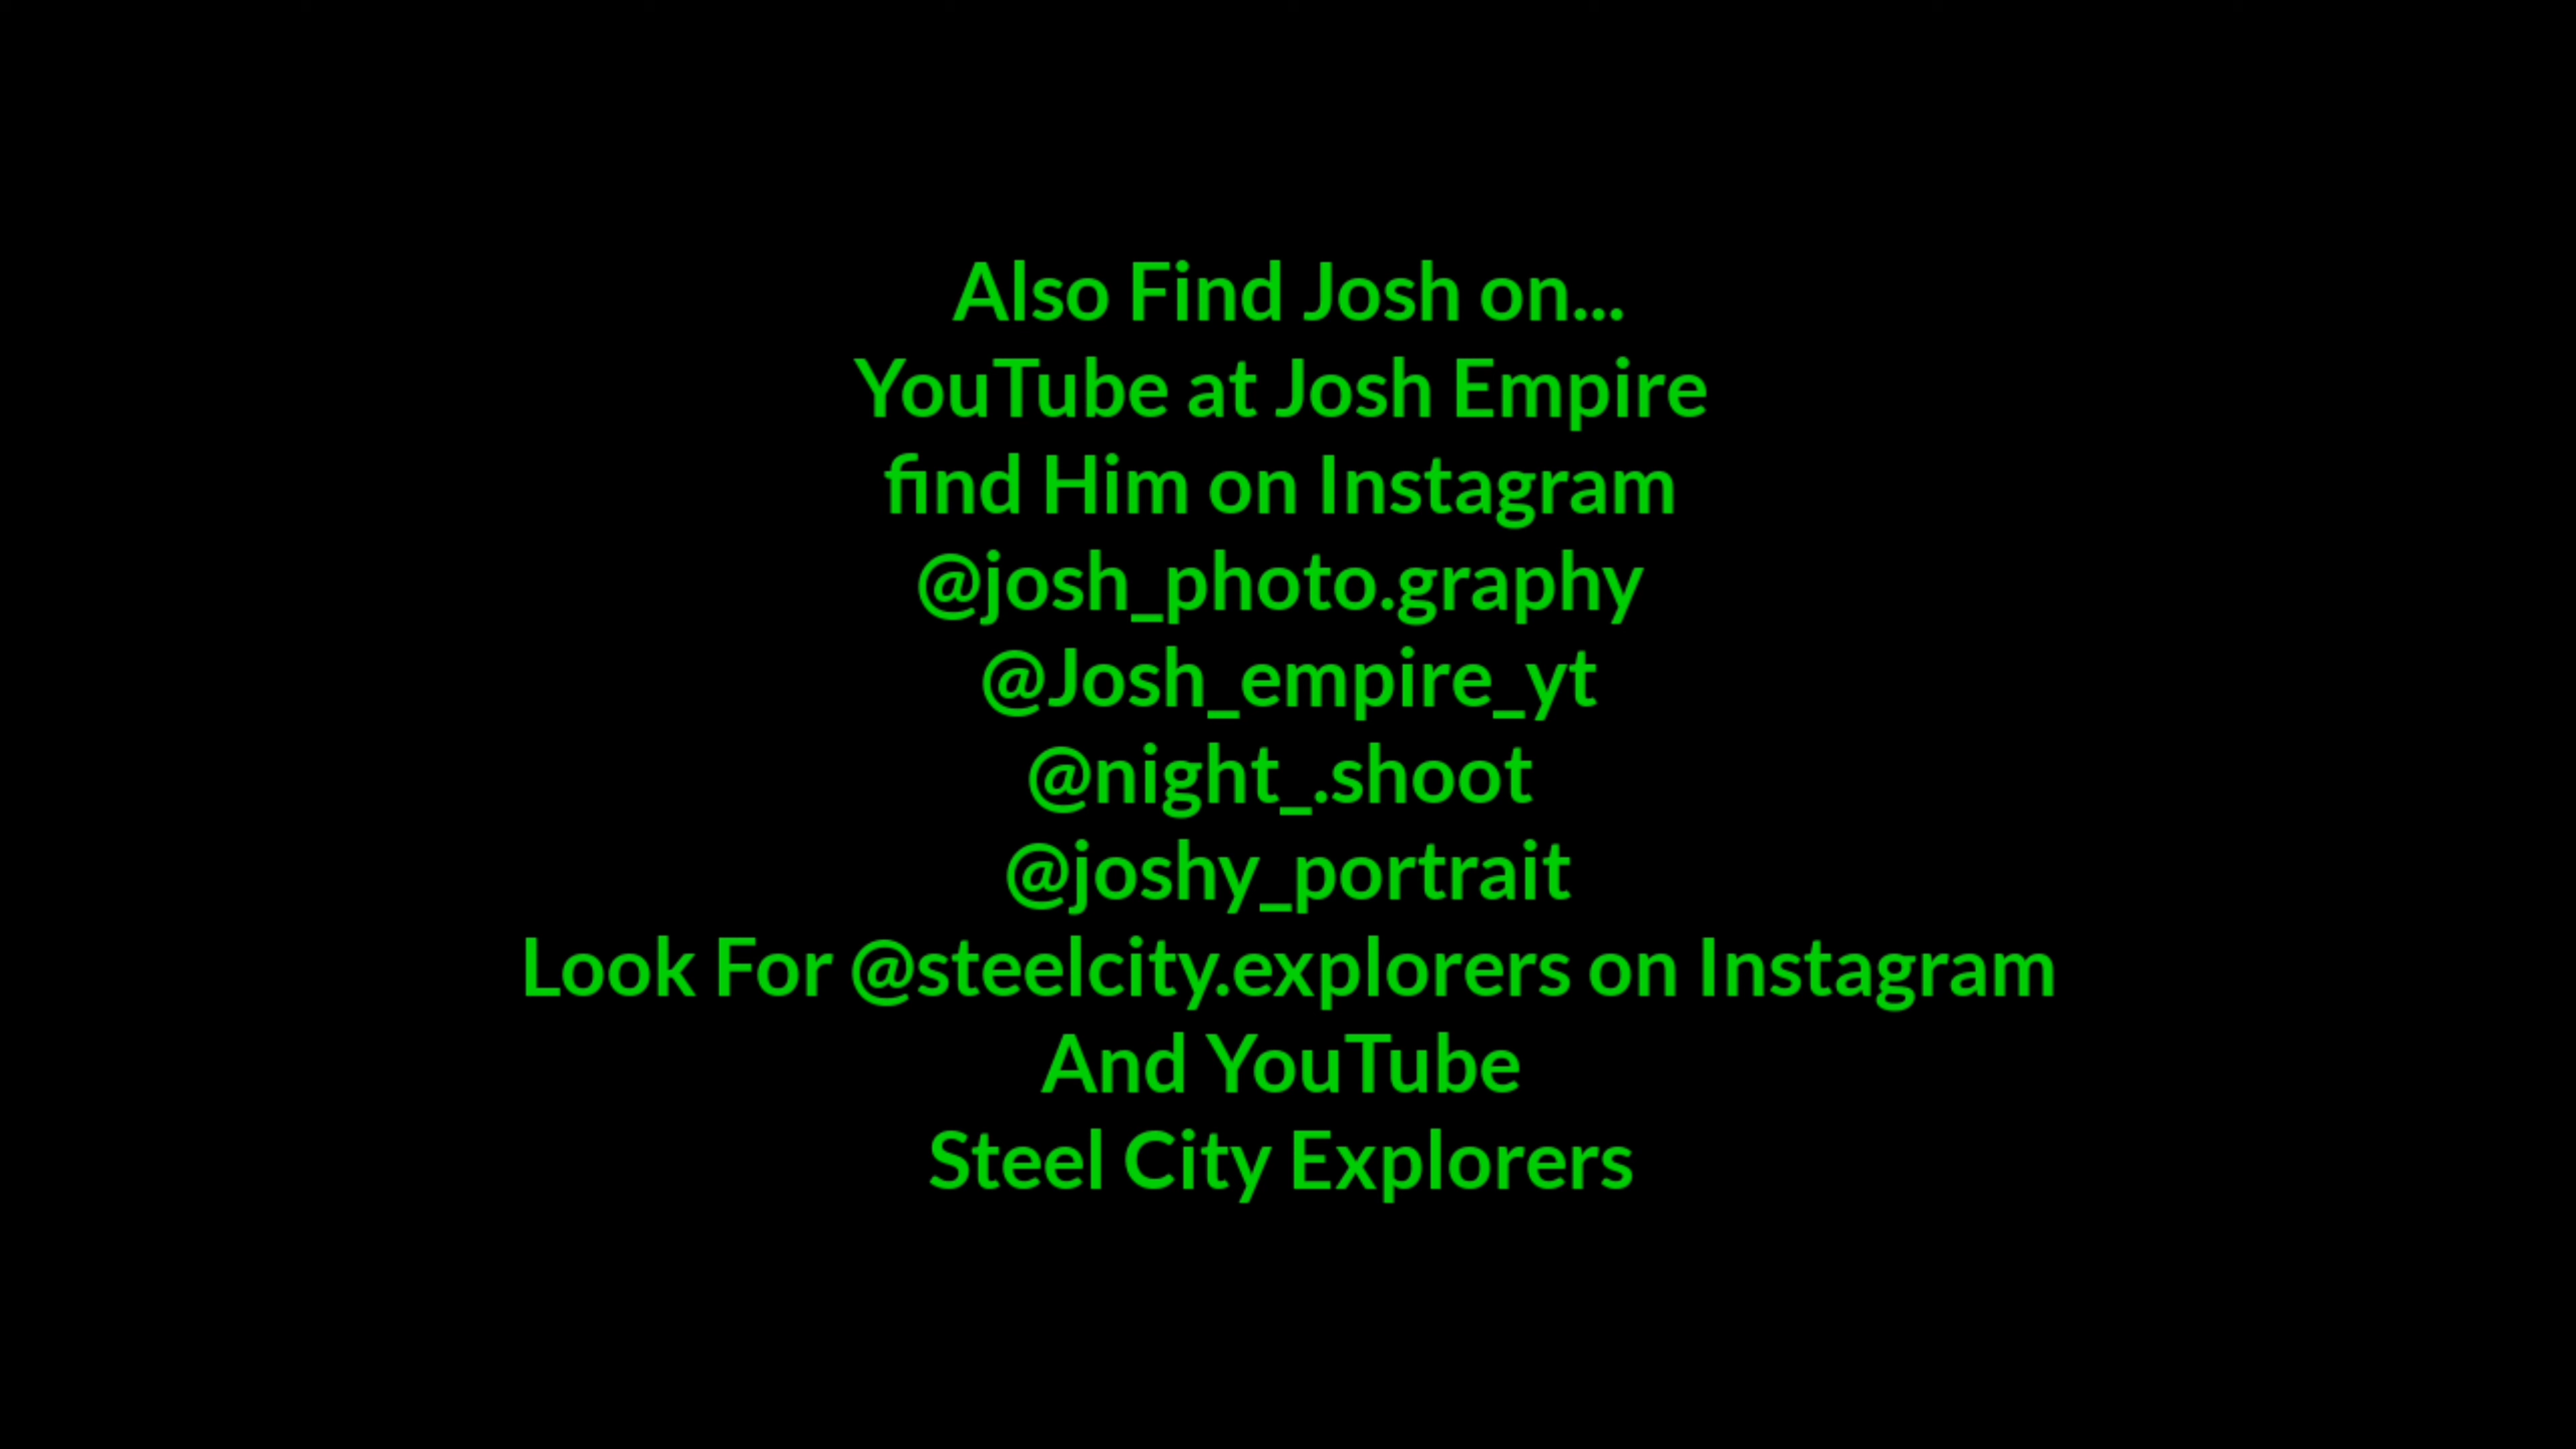 Also Find Josh on...
YouTube at Josh Empire
find Him on Instagram
@josh_photo.graphy
@Josh_empire_yt
@night_.shoot
@joshy_portrait
Look For @steelcity.explorers on Instagram
And YouTube
Steel City Explorers